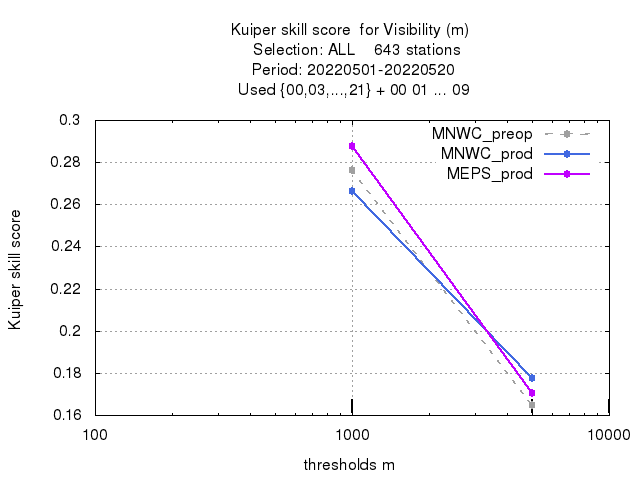 Kuiper skill score  for Visibility (m)
Selection: ALL    643 stations
Period: 20220501-20220520
Used {00,03,...,21} + 00 01 ... 09
MNWC_preop
MNWC_prod
MEPS_prod
Kuiper skill score
0.3
0.28
0.26
0.24
0.22
0.2
0.18
0.16
100
1000
10000
thresholds m